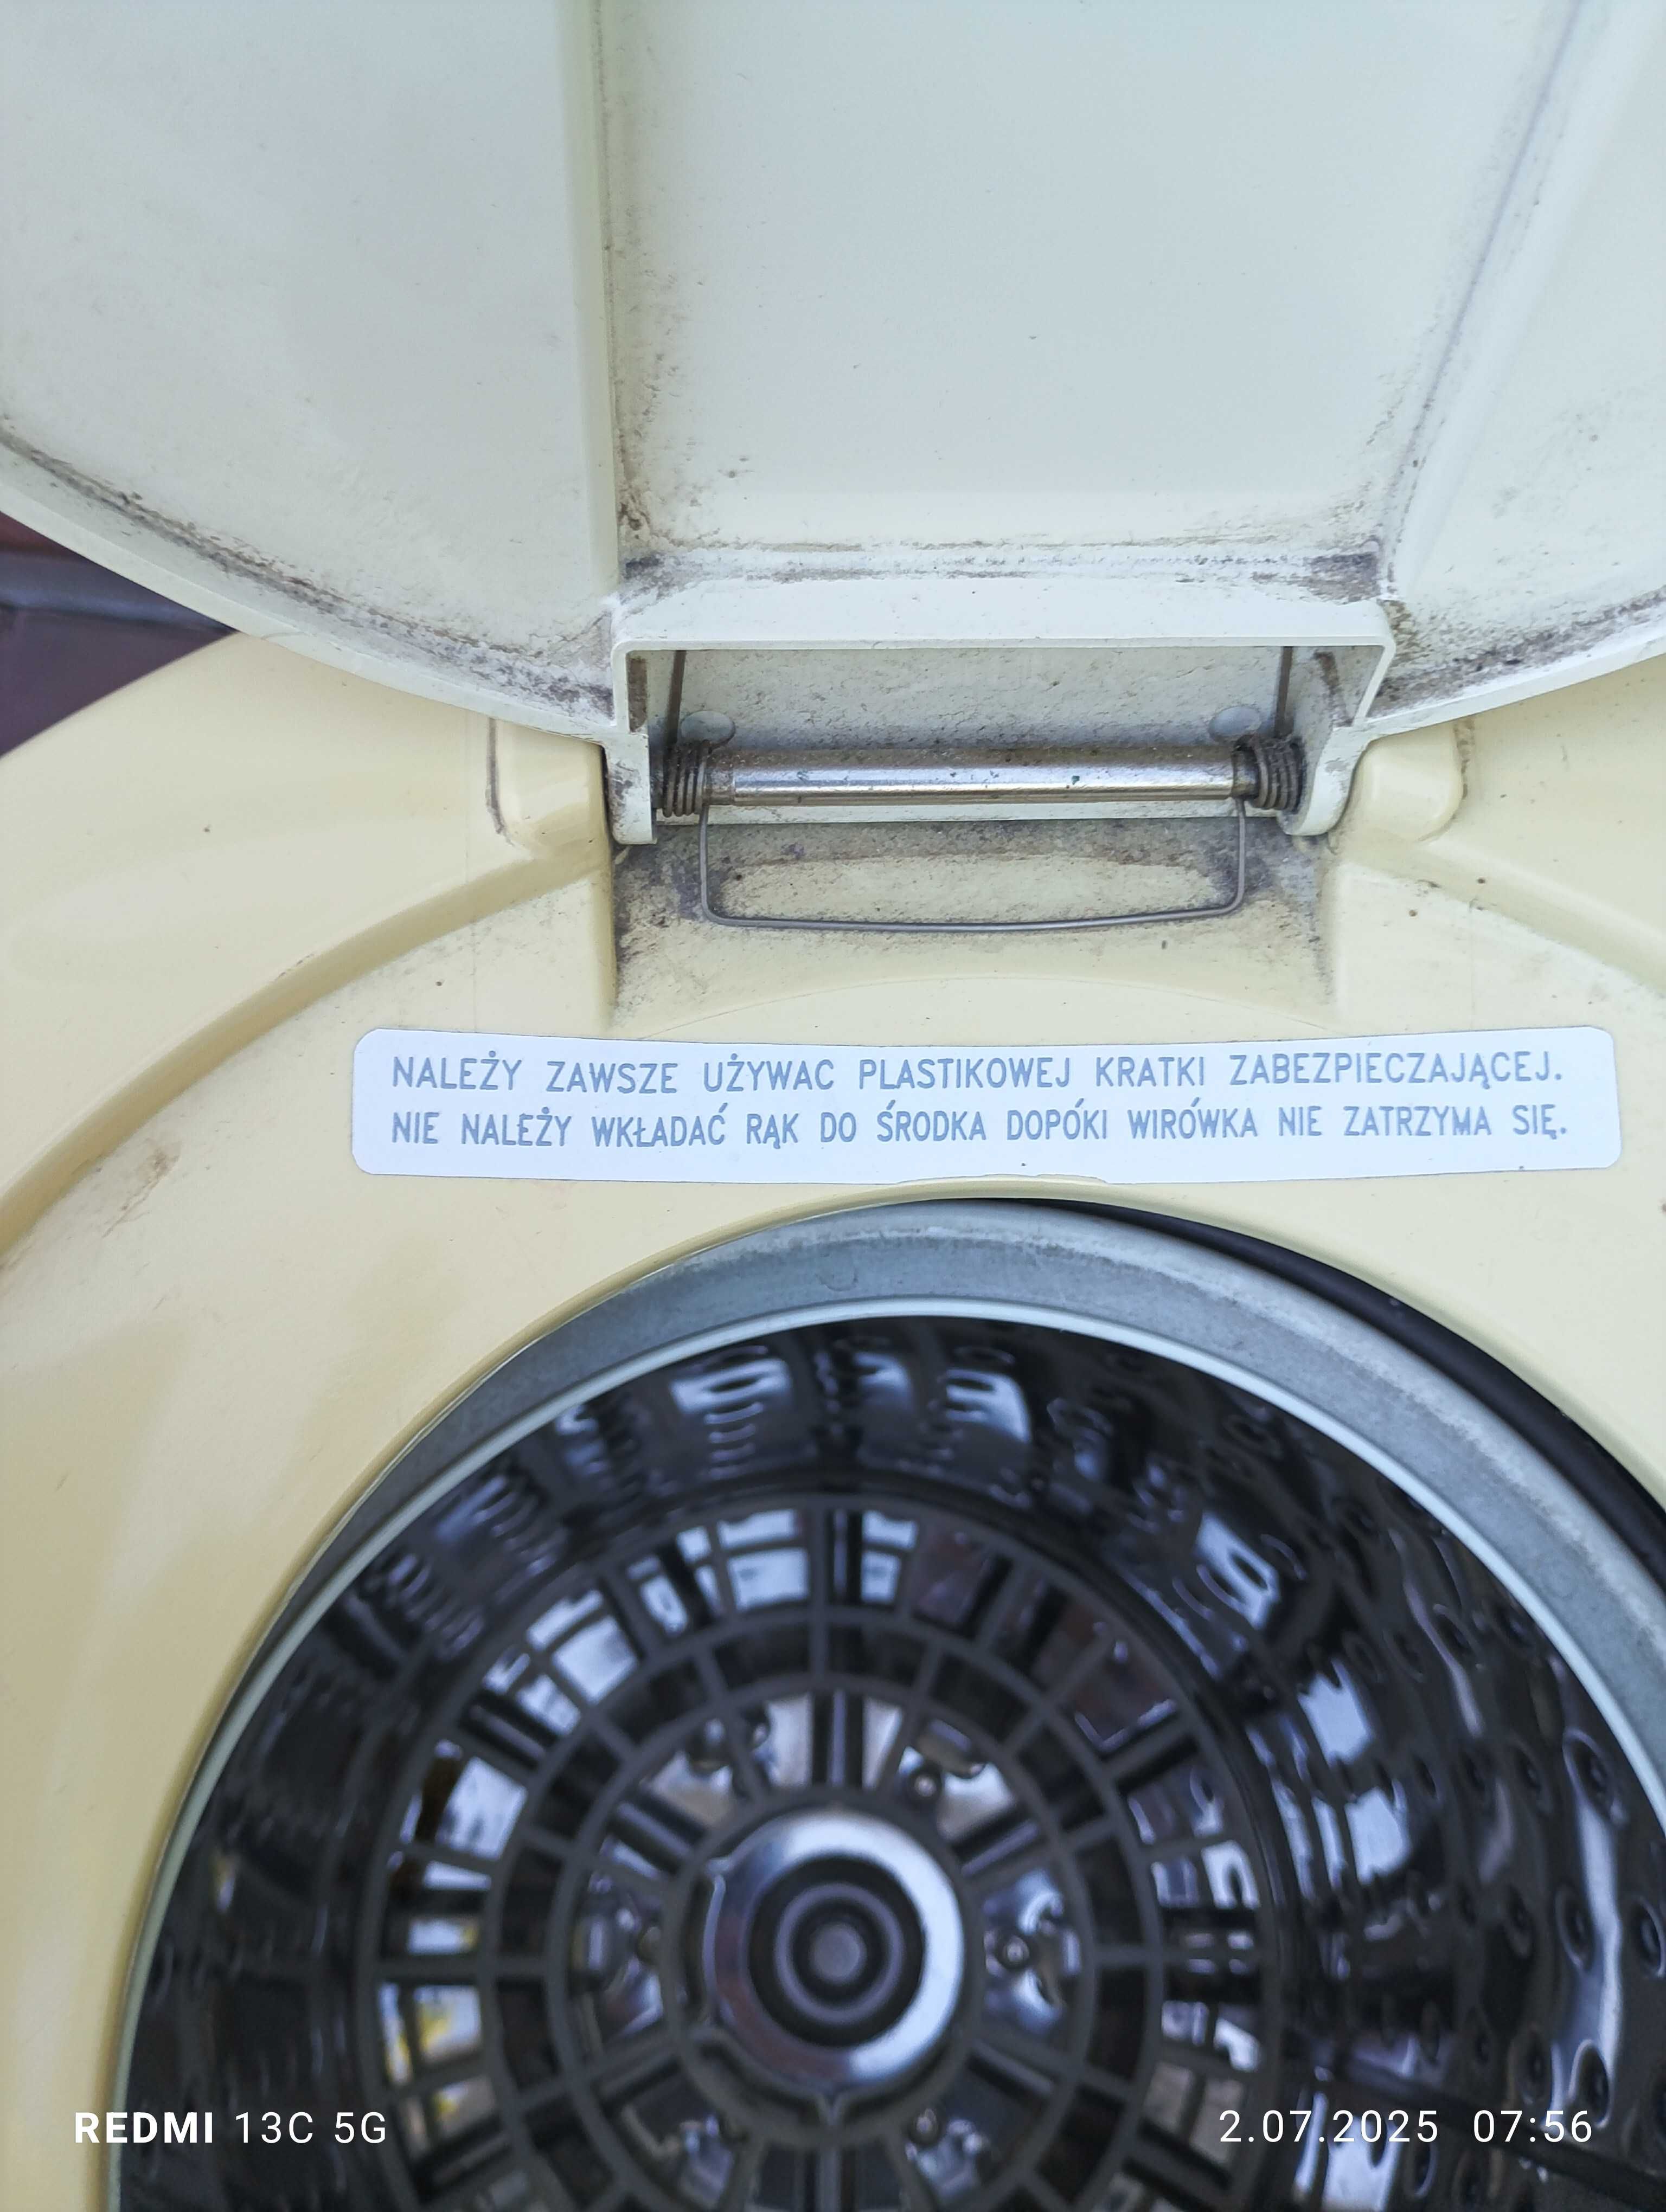 NALEŻY ZAWSZE UŻYWAC PLASTIKOWEJ KRATKI ZABEZPIECZAJĄCEJ.
NIE NALEŻY WKŁADAĆ RĄK DO ŚRODKA DOPÓKI WIRÓWKA NIE ZATRZYMA SIĘ.
REDMI 13C 5G
2.07.2025 07:56